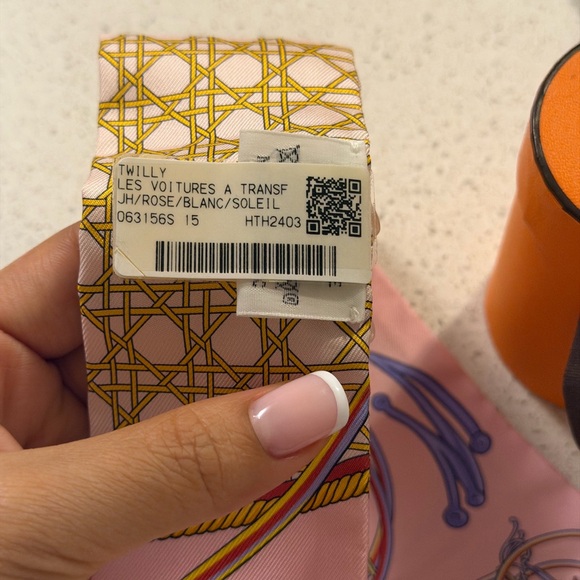 TWILLY
LES VOITURES A TRANSF
JH/ROSE/BLANC/SOLEIL
063156S 15 HTH2403